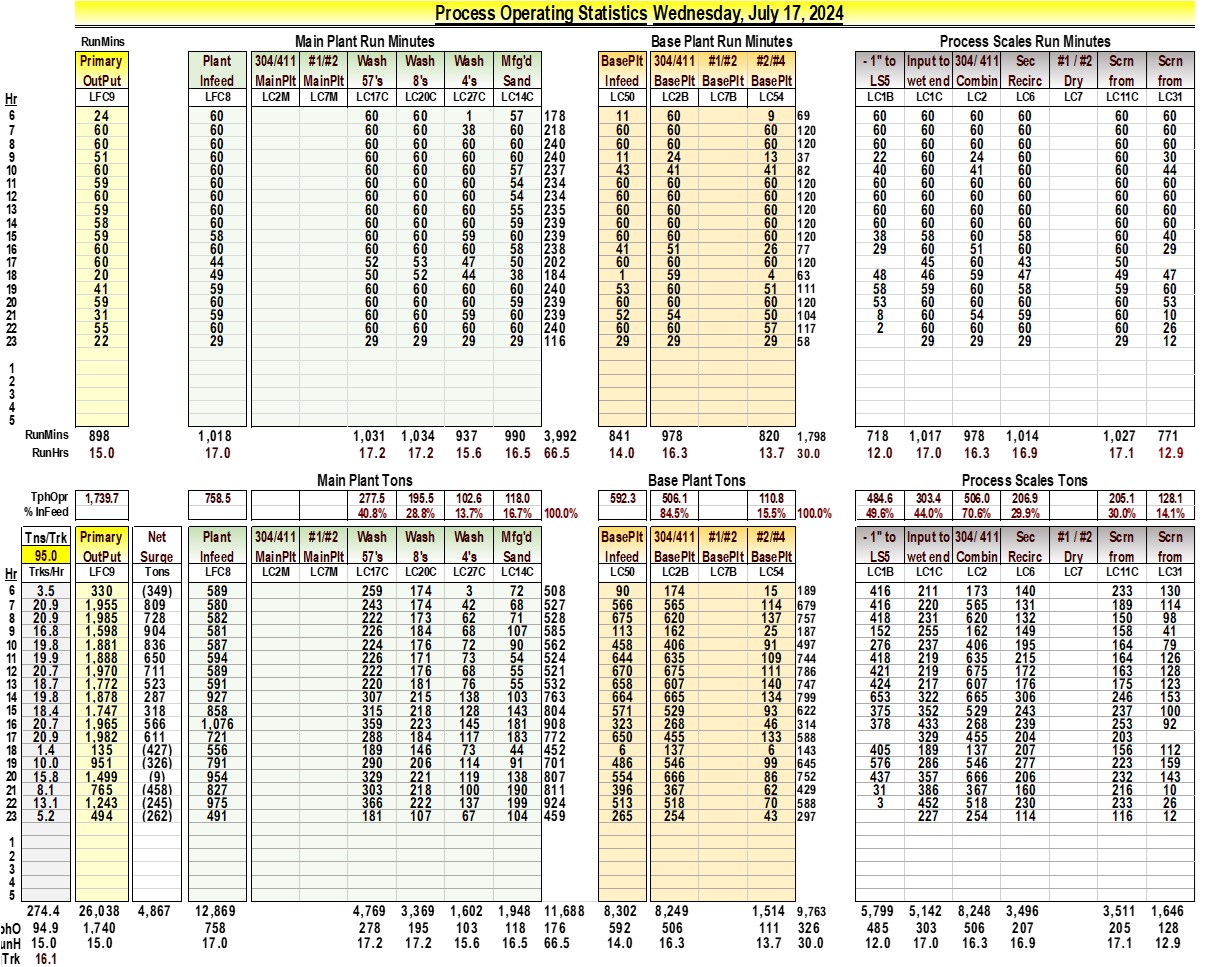 Process Operating Statistics Wednesday, July 17, 2024
RunMins Main Plant Run Minutes Base Plant Run Minutes Process Scales Run Minutes
Primary Plant 304/411 #1/#2 Wash Wash Wash Mfg'd BasePlt 304/411 #1/#2 #2/#4 - 1" to Input to 304/ 411 Sec #1 / #2 Scrn Scrn
OutPut Infeed MainPlt MainPlt 57's 8's 4's Sand Infeed BasePlt BasePlt BasePlt LS5 wet end Combin Recirc Dry from from
Hr LFC9 LFC8 LC2M LC7M LC17C LC20C LC27C LC14C LC50 LC2B LC7B LC54 LC1B LC1C LC2 LC6 LC7 LC11C LC31
6 24 60 60 60 1 57 178 11 60 9 69 60 60 60 60 60 60
7 60 60 60 60 38 60 218 60 60 60 120 60 60 60 60 60 60
8 60 60 60 60 60 60 240 60 60 60 120 60 60 60 60 60 60
9 51 60 60 60 60 60 240 11 24 13 37 22 60 24 60 60 30
10 60 60 60 60 60 57 237 43 41 41 82 40 60 41 60 60 44
11 59 60 60 60 60 54 234 60 60 60 120 60 60 60 60 60 60
12 60 60 60 60 60 54 234 60 60 60 120 60 60 60 60 60 60
13 59 60 60 60 60 55 235 60 60 60 120 60 60 60 60 60 60
14 58 60 60 60 60 59 239 60 60 60 120 60 60 60 60 60 60
15 59 58 60 60 59 60 239 60 60 60 120 38 58 60 58 60 40
16 60 60 60 60 60 58 238 41 51 26 77 29 60 51 60 60 29
17 60 44 52 53 47 50 202 60 60 60 120 45 60 43 50
18 20 49 50 52 44 38 184 1 59 4 63 48 46 59 47 49 47
19 41 59 60 60 60 60 240 53 60 51 111 58 59 60 58 59 60
20 59 60 60 60 60 59 239 60 60 60 120 53 60 60 60 60 53
21 31 59 60 60 59 60 239 52 54 50 104 8 60 54 59 60 10
22 55 60 60 60 60 60 240 60 60 57 117 2 60 60 60 60 26
23 22 29 29 29 29 29 116 29 29 29 58 29 29 29 29 12
1
2
3
4
5
RunMins 898 1,018 1,031 1,034 937 990 3,992 841 978 820 1,798 718 1,017 978 1,014 1,027 771
RunHrs 15.0 17.0 17.2 17.2 15.6 16.5 66.5 14.0 16.3 13.7 30.0 12.0 17.0 16.3 16.9 17.1 12.9
Main Plant Tons Base Plant Tons Process Scales Tons
TphOpr 1,739.7 758.5 277.5 195.5 102.6 118.0 592.3 506.1 110.8 484.6 303.4 506.0 206.9 205.1 128.1
% InFeed 40.8% 28.8% 13.7% 16.7% 100.0% 84.5% 15.5% 100.0% 49.6% 44.0% 70.6% 29.9% 30.0% 14.1%
Tns/Trk Primary Net Plant 304/411 #1/#2 Wash Wash Wash Mfg'd BasePlt 304/411 #1/#2 #2/#4 - 1" to Input to 304/ 411 Sec #1 / #2 Scrn Scrn
95.0 OutPut Surge Infeed MainPlt MainPlt 57's 8's 4's Sand Infeed BasePlt BasePlt BasePlt LS5 wet end Combin Recirc Dry from from
Hr Trks/Hr LFC9 Tons LFC8 LC2M LC7M LC17C LC20C LC27C LC14C LC50 LC2B LC7B LC54 LC1B LC1C LC2 LC6 LC7 LC11C LC31
6 3.5 330 (349) 589 259 174 3 72 508 90 174 15 189 416 211 173 140 233 130
7 20.9 1,955 809 580 243 174 42 68 527 566 565 114 679 416 220 565 131 189 114
8 20.9 1,985 728 582 222 173 62 71 528 675 620 137 757 418 231 620 132 150 98
9 16.8 1,598 904 581 226 184 68 107 585 113 162 25 187 152 255 162 149 158 41
10 19.8 1,881 836 587 224 176 72 90 562 458 406 91 497 276 237 406 195 164 79
11 19.9 1,888 650 594 226 171 73 54 524 644 635 109 744 418 219 635 215 164 126
12 20.7 1,970 711 589 222 176 68 55 521 670 675 111 786 421 219 675 172 163 128
13 18.7 1,772 523 591 220 181 76 55 532 658 607 140 747 424 217 607 176 175 123
14 19.8 1,878 287 927 307 215 138 103 763 664 665 134 799 653 322 665 306 246 153
15 18.4 1,747 318 858 315 218 128 143 804 571 529 93 622 375 352 529 243 237 100
16 20.7 1,965 566 1,076 359 223 145 181 908 323 268 46 314 378 433 268 239 253 92
17 20.9 1,982 611 721 288 184 117 183 772 650 455 133 588 329 455 204 203
18 1.4 135 (427) 556 189 146 73 44 452 6 137 6 143 405 189 137 207 156 112
19 10.0 951 (326) 791 290 206 114 91 701 486 546 99 645 576 286 546 277 223 159
20 15.8 1,499 (9) 954 329 221 119 138 807 554 666 86 752 437 357 666 206 232 143
21 8.1 765 (458) 827 303 218 100 190 811 396 367 62 429 31 386 367 160 216 10
22 13.1 1,243 (245) 975 366 222 137 199 924 513 518 70 588 3 452 518 230 233 26
23 5.2 494 (262) 491 181 107 67 104 459 265 254 43 297 227 254 114 116 12
1
2
3
4
5
274.4 26,038 4,867 12,869 4,769 3,369 1,602 1,948 11,688 8,302 8,249 1,514 9,763 5,799 5,142 8,248 3,496 3,511 1,646
phO 94.9 1,740 758 278 195 103 118 176 592 506 111 326 485 303 506 207 205 128
unH 15.0 15.0 17.0 17.2 17.2 15.6 16.5 66.5 14.0 16.3 13.7 30.0 12.0 17.0 16.3 16.9 17.1 12.9
Trk 16.1